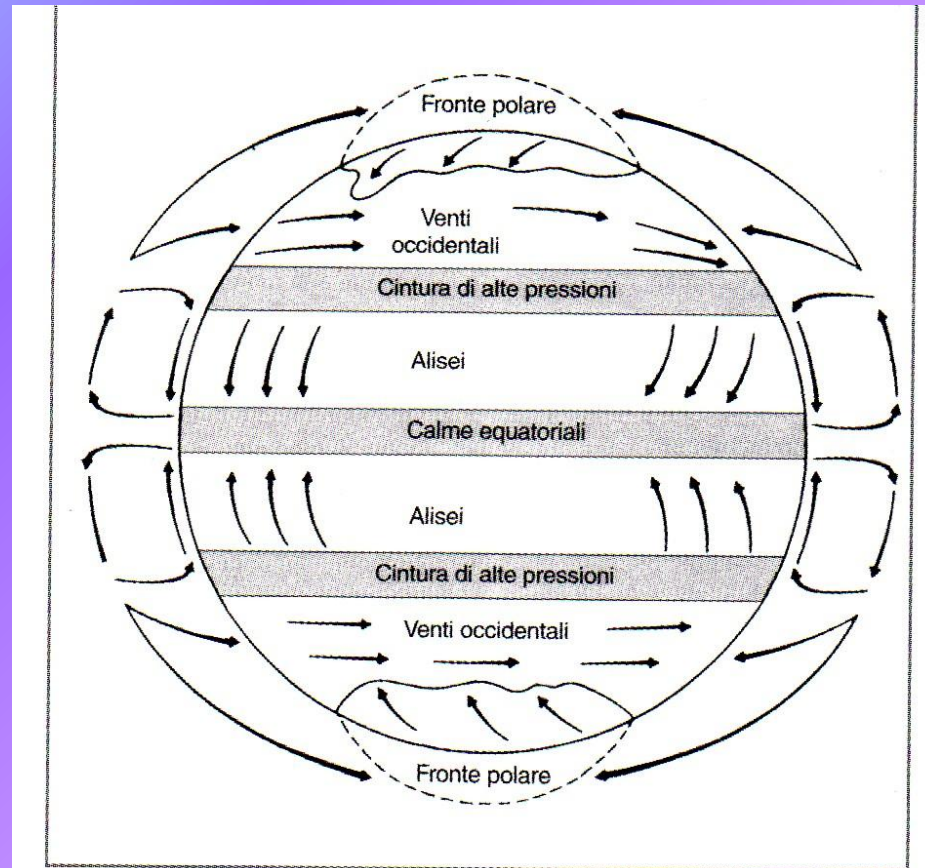 Fronte polare
Venti
occidentali
Cintura di alte pressioni
Alisei
Calme equatoriali
Alisei
Cintura di alte pressioni
Venti occidentali
Fronte polare